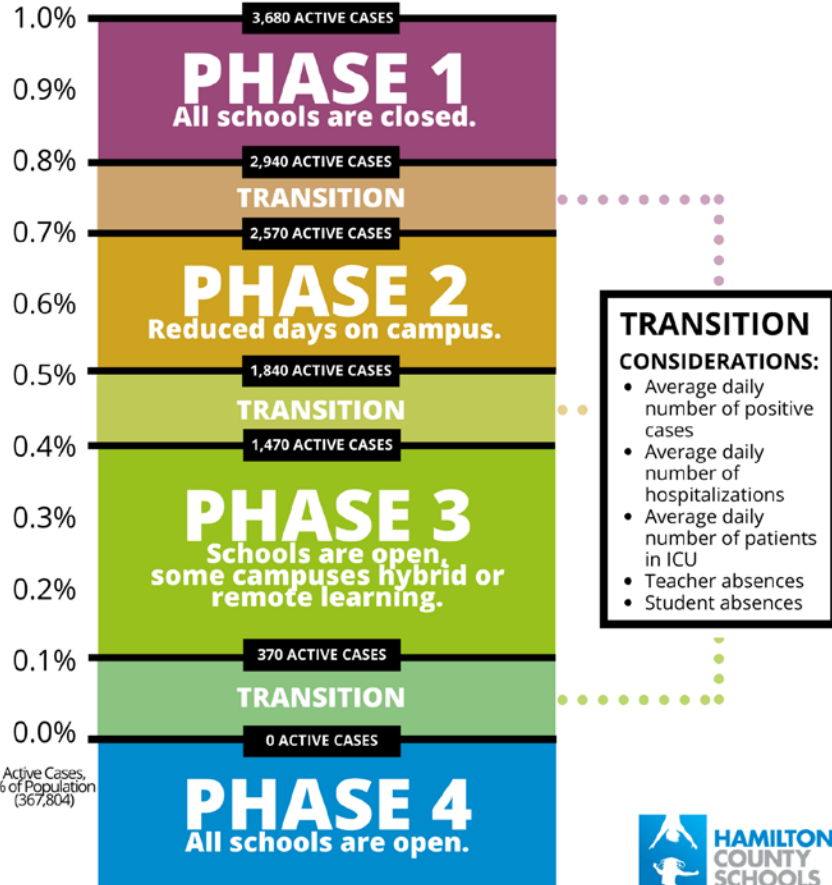 1.0%
3,680 ACTIVE CASES
PHASE 1
All schools are closed.
0.9%
0.8%
2,940 ACTIVE CASES
TRANSITION
0.7%
2,570 ACTIVE CASES
PHASE 2
Reduced days on campus.
0.6%
0.5%
1,840 ACTIVE CASES
TRANSITION
0.4%
1,470 ACTIVE CASES
PHASE 3
Schools are open,
some campuses hybrid or
remote learning.
0.3%
0.2%
0.1%
370 ACTIVE CASES
TRANSITION
0.0%
0 ACTIVE CASES
Active Cases,
% of Population
(367,804)
PHASE 4
All schools are open.
TRANSITION
CONSIDERATIONS:
• Average daily
number of positive
cases
• Average daily
number of
hospitalizations
• Average daily
number of patients
in ICU
• Teacher absences
• Student absences
HAMILTON
COUNTY
SCHOOLS